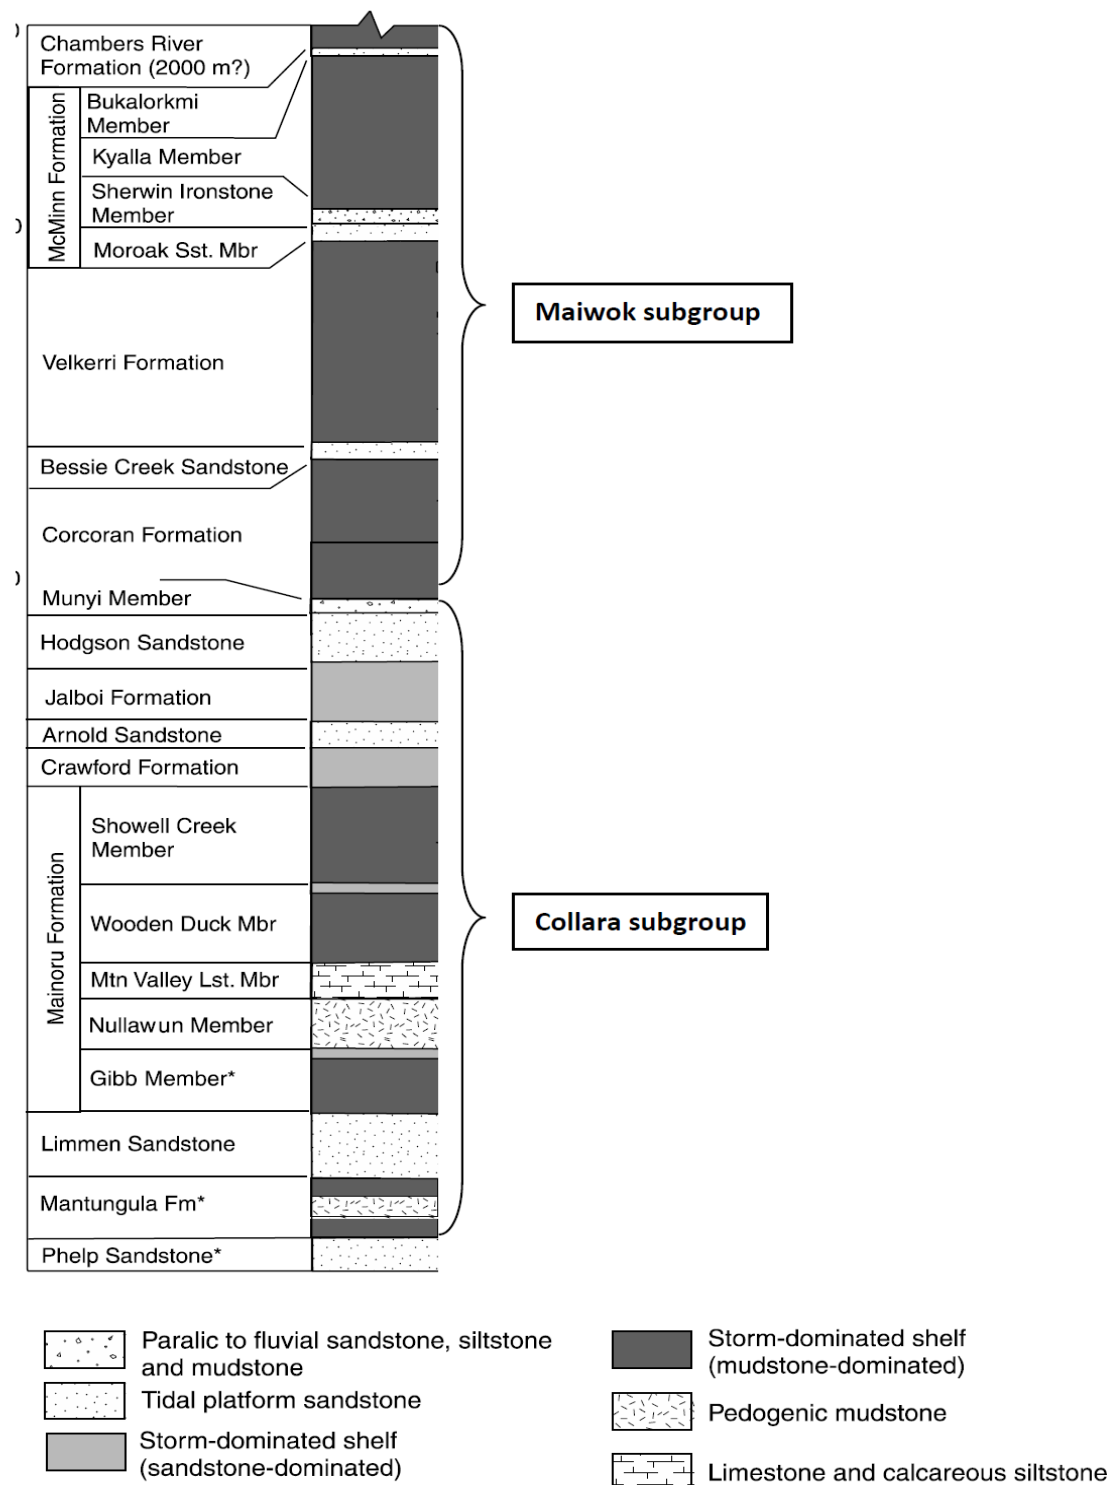 Chambers River
Formation (2000 m?)
McMinn Formation
Bukalorkmi
Member
Kyalla Member
Sherwin Ironstone
Member
Moroak Sst. Mbr
Velkerri Formation
Bessie Creek Sandstone
Corcoran Formation
Munyi Member
Hodgson Sandstone
Jalboi Formation
Arnold Sandstone
Crawford Formation
Mainoru Formation
Showell Creek
Member
Wooden Duck Mbr
Mtn Valley Lst. Mbr
Nullawun Member
Gibb Member*
Limmen Sandstone
Mantungula Fm*
Phelp Sandstone*
Maiwok subgroup
Collara subgroup
Paralic to fluvial sandstone, siltstone
and mudstone
Tidal platform sandstone
Storm-dominated shelf
(sandstone-dominated)
Storm-dominated shelf
(mudstone-dominated)
Pedogenic mudstone
Limestone and calcareous siltstone